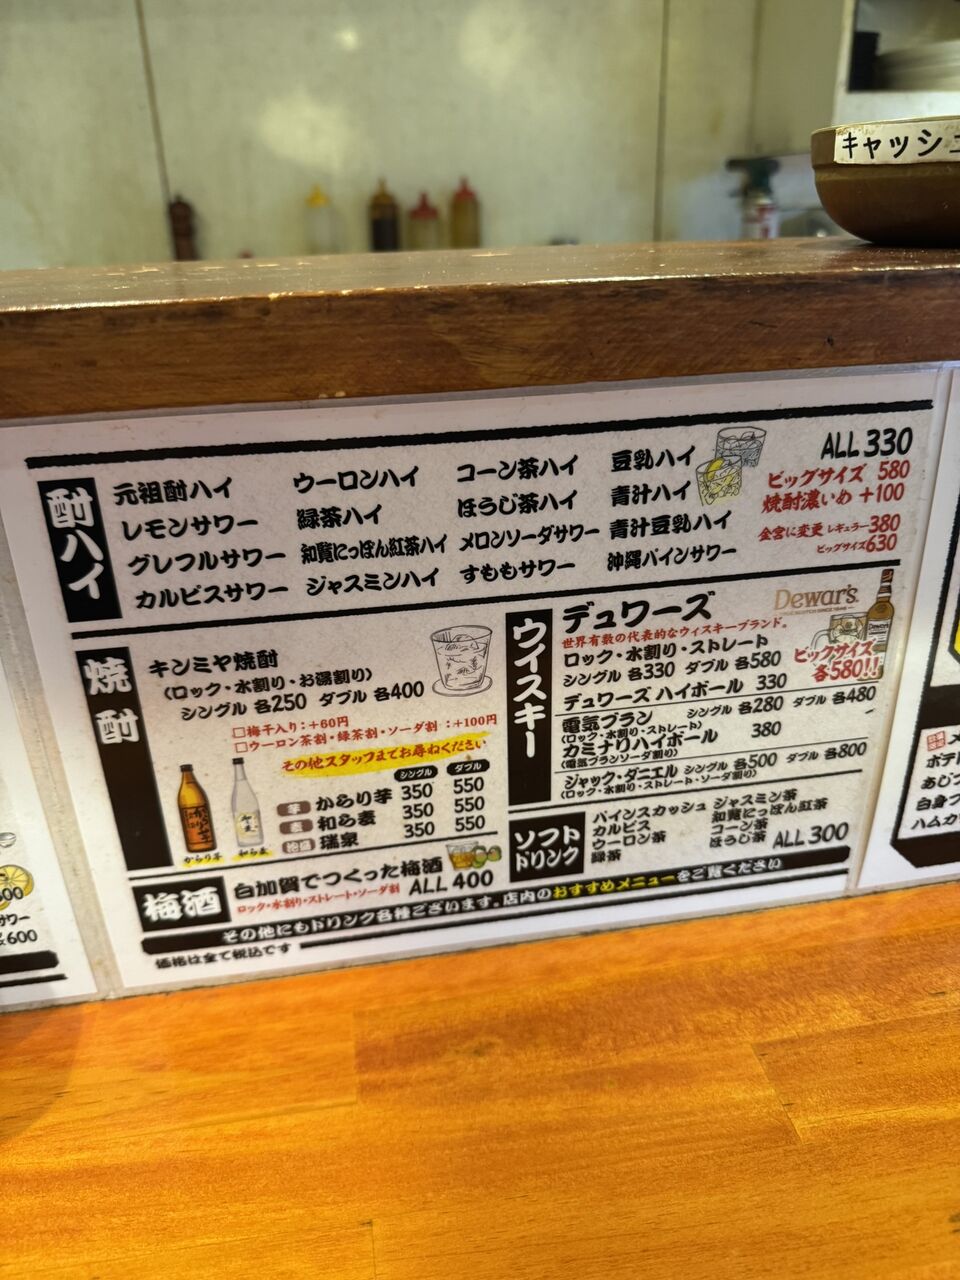 キャッシュ
酎ハイ
元祖酎ハイ
レモンサワー
グレフルサワー
カルピスサワー
ウーロンハイ
緑茶ハイ
知覧にっぽん紅茶ハイ
ジャスミンハイ
コーン茶ハイ
ほうじ茶ハイ
メロンソーダサワー
すももサワー
豆乳ハイ
青汁ハイ
青汁豆乳ハイ
沖縄パインサワー
ALL 330
ビッグサイズ 580
焼酎濃いめ +100
金宮に変更 レギュラー380
ビッグサイズ630
焼酎
キンミヤ焼酎
(ロック・水割り・お湯割り)
シングル 各250 ダブル 各400
□梅干入り:+60円
□ウーロン茶割・緑茶割・ソーダ割 :+100円
その他スタッフまでお尋ねください
シングル ダブル
芋 からり芋 350 550
麦 和ら麦 350 550
泡盛 瑞泉 350 550
からり芋
和ら麦
梅酒
白加賀でつくった梅酒
ロック・水割り・ストレート・ソーダ割 ALL 400
ウイスキー
デュワーズ
Dewar's
世界有数の代表的なウィスキーブランド。
ロック・水割り・ストレート
シングル 各330 ダブル 各580
ビッグサイズ
各580!!
デュワーズ ハイボール 330
電気ブラン シングル 各280 ダブル 各480
(ロック・水割り・ストレート)
カミナリハイボール 380
(電気ブランソーダ割り)
ジャック・ダニエル シングル 各500 ダブル 各800
(ロック・水割り・ストレート・ソーダ割り)
ソフトドリンク
パインスカッシュ
カルピス
ウーロン茶
緑茶
ジャスミン茶
知覧にっぽん紅茶
コーン茶
ほうじ茶
ALL 300
その他にもドリンク各種ございます。店内のおすすめメニューをご覧ください
価格は全て税込です
サワー
600
ポテト
あじフ
白身フ
ハムカ